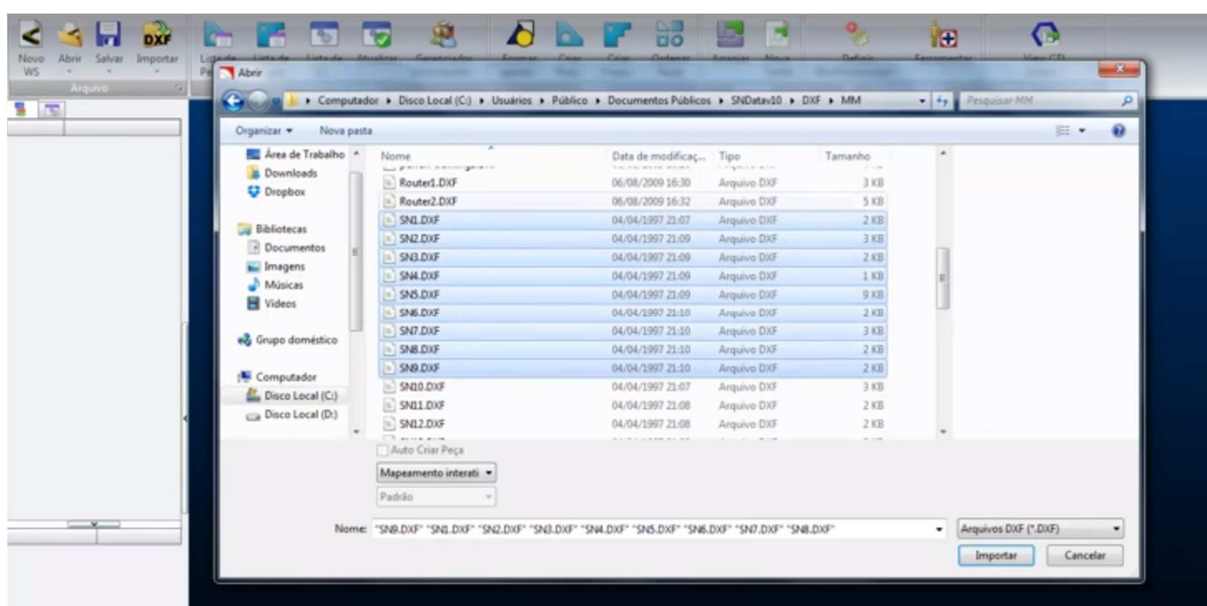 DXF
Novo WS
Abrir
Salvar
Importar
Arquivo
Abrir
Computador ▸ Disco Local (C:) ▸ Usuários ▸ Público ▸ Documentos Públicos ▸ SNDatav10 ▸ DXF ▸ MM
Pesquisar MM
Organizar
Nova pasta
Área de Trabalho
Downloads
Dropbox
Bibliotecas
Documentos
Imagens
Músicas
Vídeos
Grupo doméstico
Computador
Disco Local (C:)
Disco Local (D:)
Nome Data de modificaç... Tipo Tamanho
Router1.DXF 06/08/2009 16:30 Arquivo DXF 3 KB
Router2.DXF 06/08/2009 16:32 Arquivo DXF 5 KB
SN1.DXF 04/04/1997 21:07 Arquivo DXF 2 KB
SN2.DXF 04/04/1997 21:09 Arquivo DXF 3 KB
SN3.DXF 04/04/1997 21:09 Arquivo DXF 2 KB
SN4.DXF 04/04/1997 21:09 Arquivo DXF 1 KB
SN5.DXF 04/04/1997 21:09 Arquivo DXF 9 KB
SN6.DXF 04/04/1997 21:10 Arquivo DXF 2 KB
SN7.DXF 04/04/1997 21:10 Arquivo DXF 3 KB
SN8.DXF 04/04/1997 21:10 Arquivo DXF 2 KB
SN9.DXF 04/04/1997 21:10 Arquivo DXF 2 KB
SN10.DXF 04/04/1997 21:07 Arquivo DXF 3 KB
SN11.DXF 04/04/1997 21:08 Arquivo DXF 2 KB
SN12.DXF 04/04/1997 21:08 Arquivo DXF 2 KB
Auto Criar Peça
Mapeamento interati
Padrão
Nome: "SN9.DXF" "SN1.DXF" "SN2.DXF" "SN3.DXF" "SN4.DXF" "SN5.DXF" "SN6.DXF" "SN7.DXF" "SN8.DXF"
Arquivos DXF (*.DXF)
Importar
Cancelar